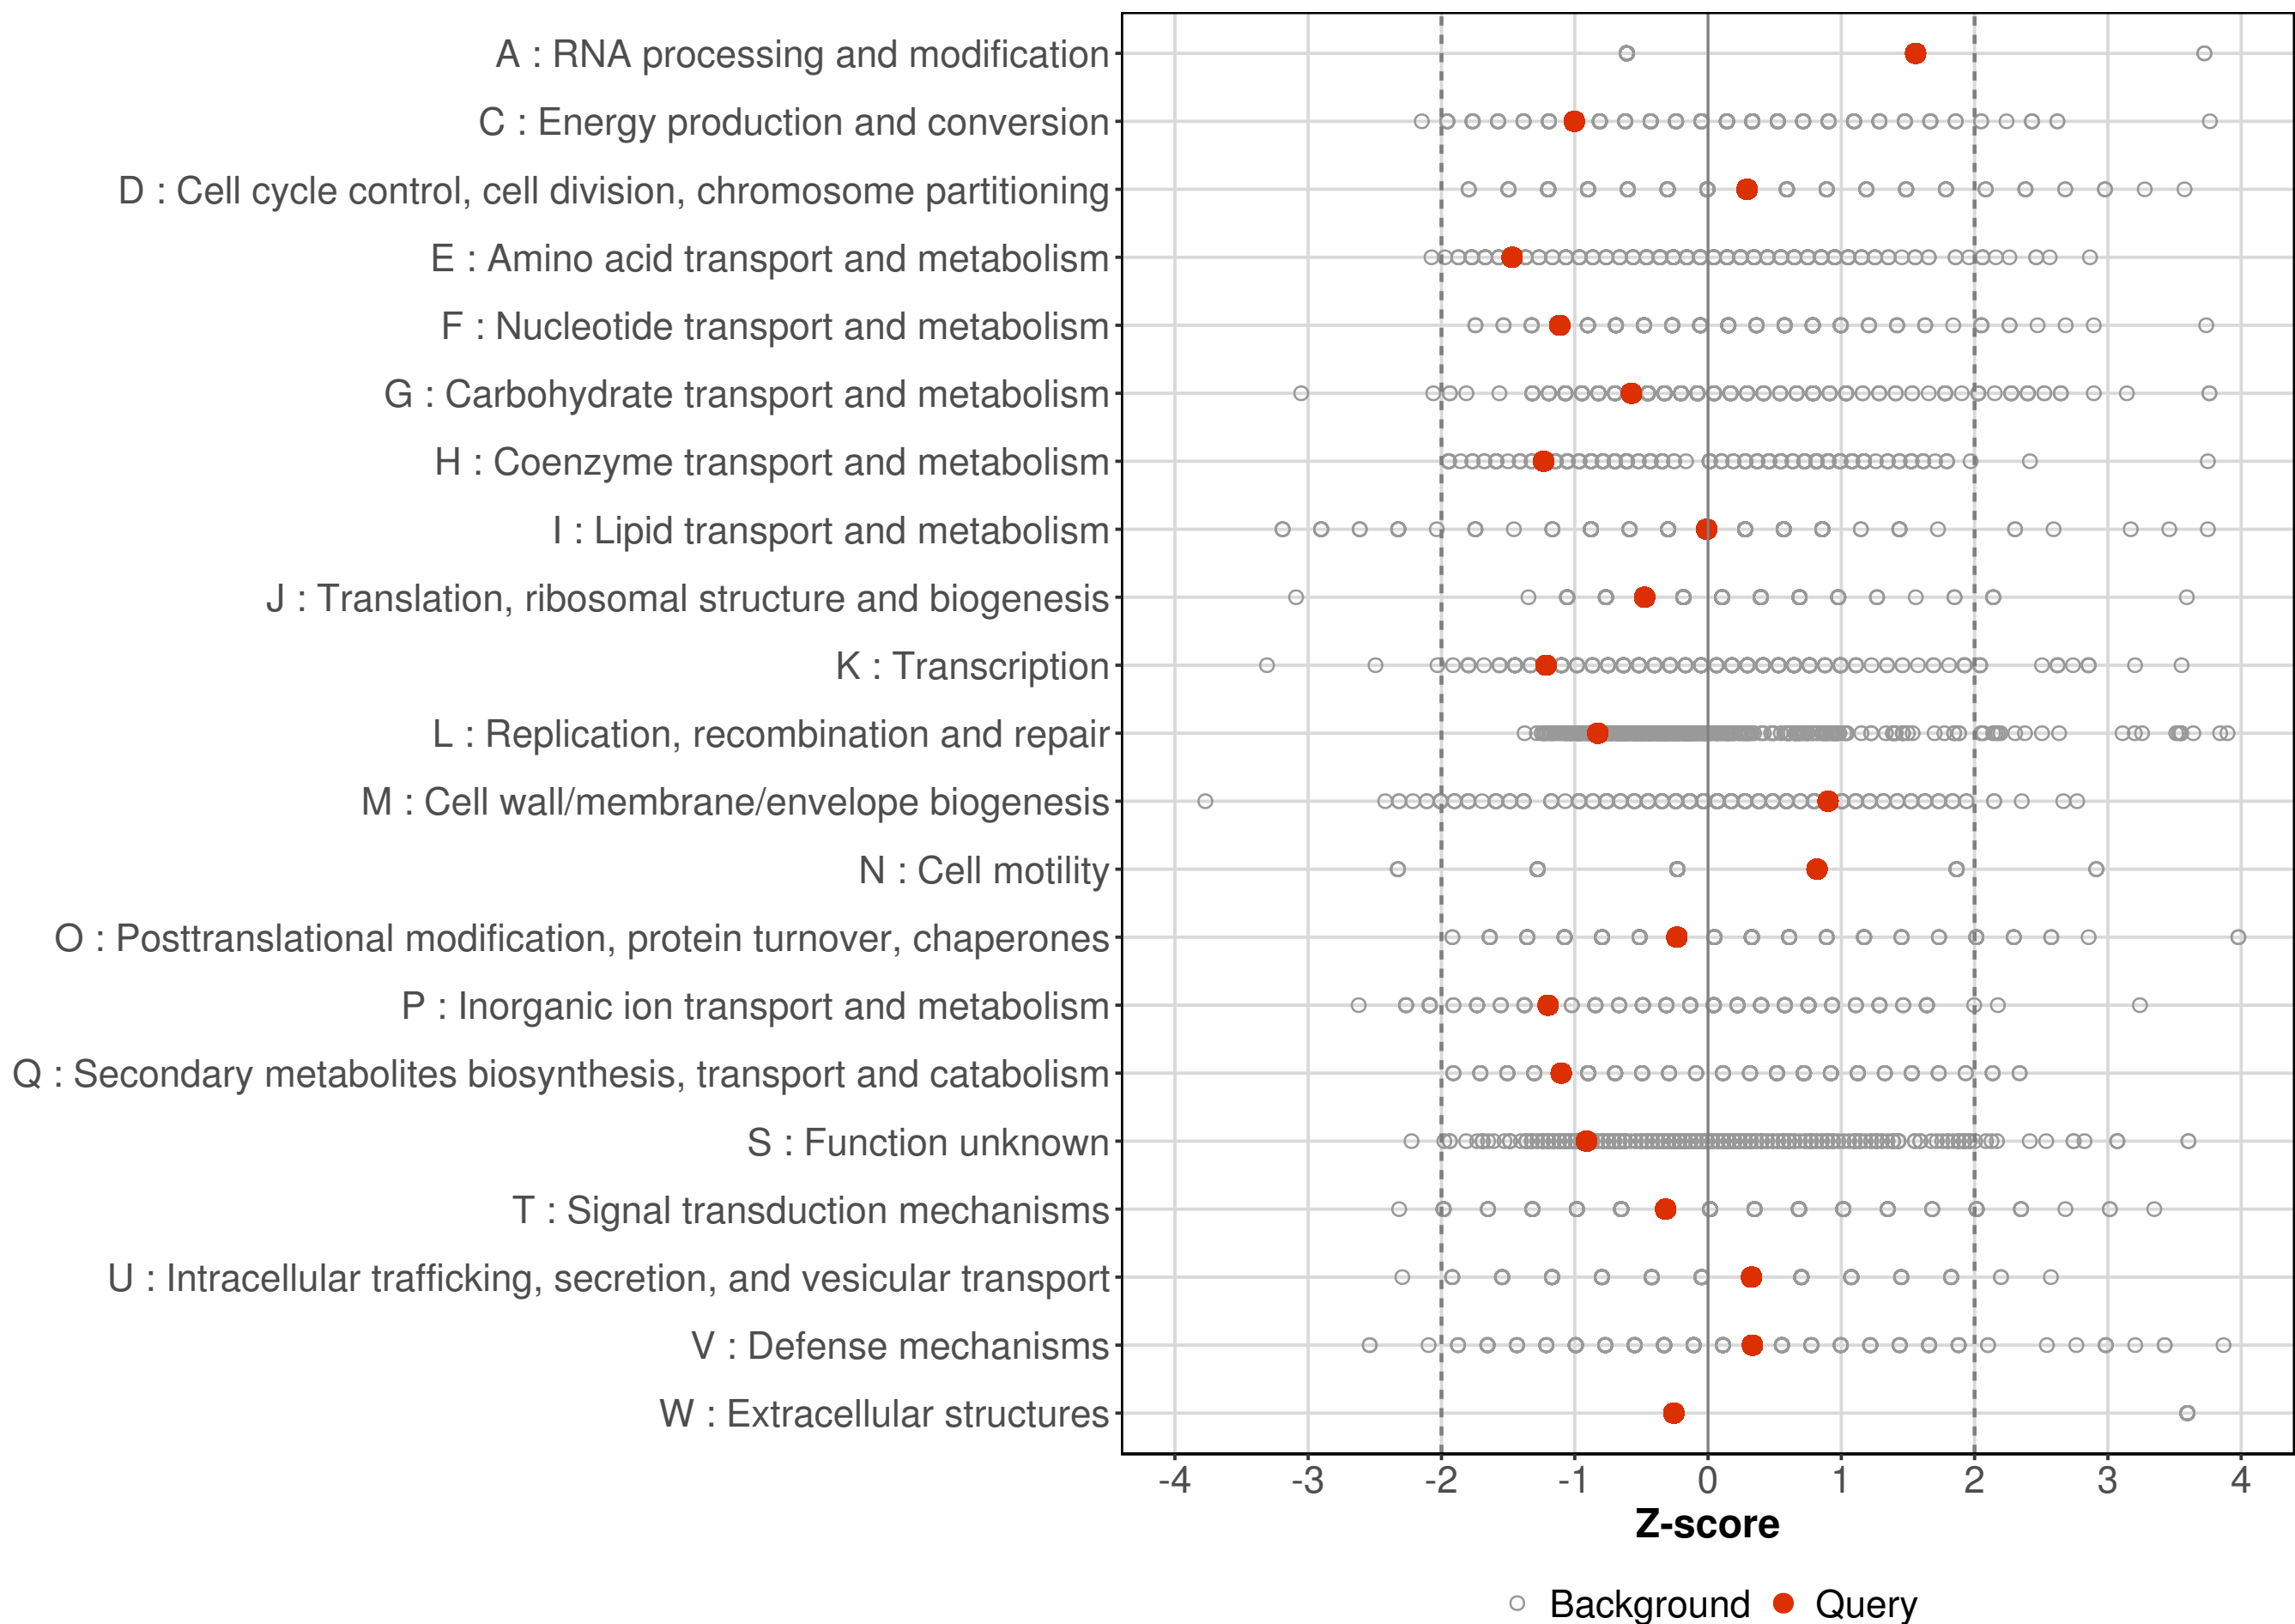 A : RNA processing and modification
C : Energy production and conversion
D : Cell cycle control, cell division, chromosome partitioning
E : Amino acid transport and metabolism
F : Nucleotide transport and metabolism
G : Carbohydrate transport and metabolism
H : Coenzyme transport and metabolism
I : Lipid transport and metabolism
J : Translation, ribosomal structure and biogenesis
K : Transcription
L : Replication, recombination and repair
M : Cell wall/membrane/envelope biogenesis
N : Cell motility
O : Posttranslational modification, protein turnover, chaperones
P : Inorganic ion transport and metabolism
Q : Secondary metabolites biosynthesis, transport and catabolism
S : Function unknown
T : Signal transduction mechanisms
U : Intracellular trafficking, secretion, and vesicular transport
V : Defense mechanisms
W : Extracellular structures
-4 -3 -2 -1 0 1 2 3 4
Z-score
Background Query